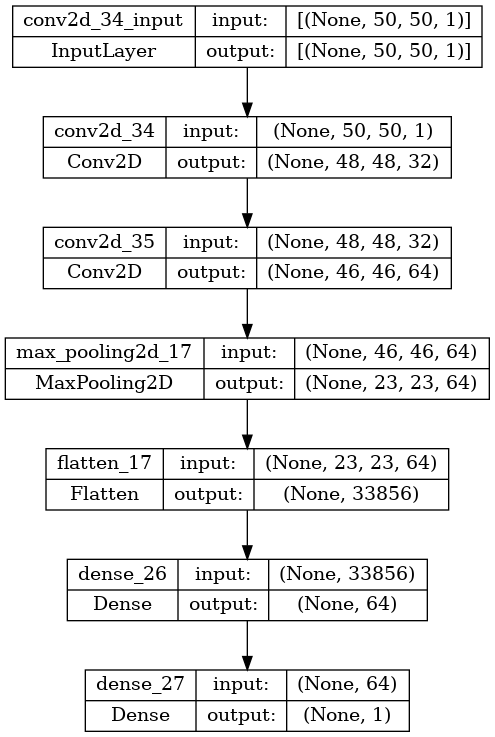 conv2d_34_input input: [(None, 50, 50, 1)]
InputLayer output: [(None, 50, 50, 1)]
conv2d_34 input: (None, 50, 50, 1)
Conv2D output: (None, 48, 48, 32)
conv2d_35 input: (None, 48, 48, 32)
Conv2D output: (None, 46, 46, 64)
max_pooling2d_17 input: (None, 46, 46, 64)
MaxPooling2D output: (None, 23, 23, 64)
flatten_17 input: (None, 23, 23, 64)
Flatten output: (None, 33856)
dense_26 input: (None, 33856)
Dense output: (None, 64)
dense_27 input: (None, 64)
Dense output: (None, 1)